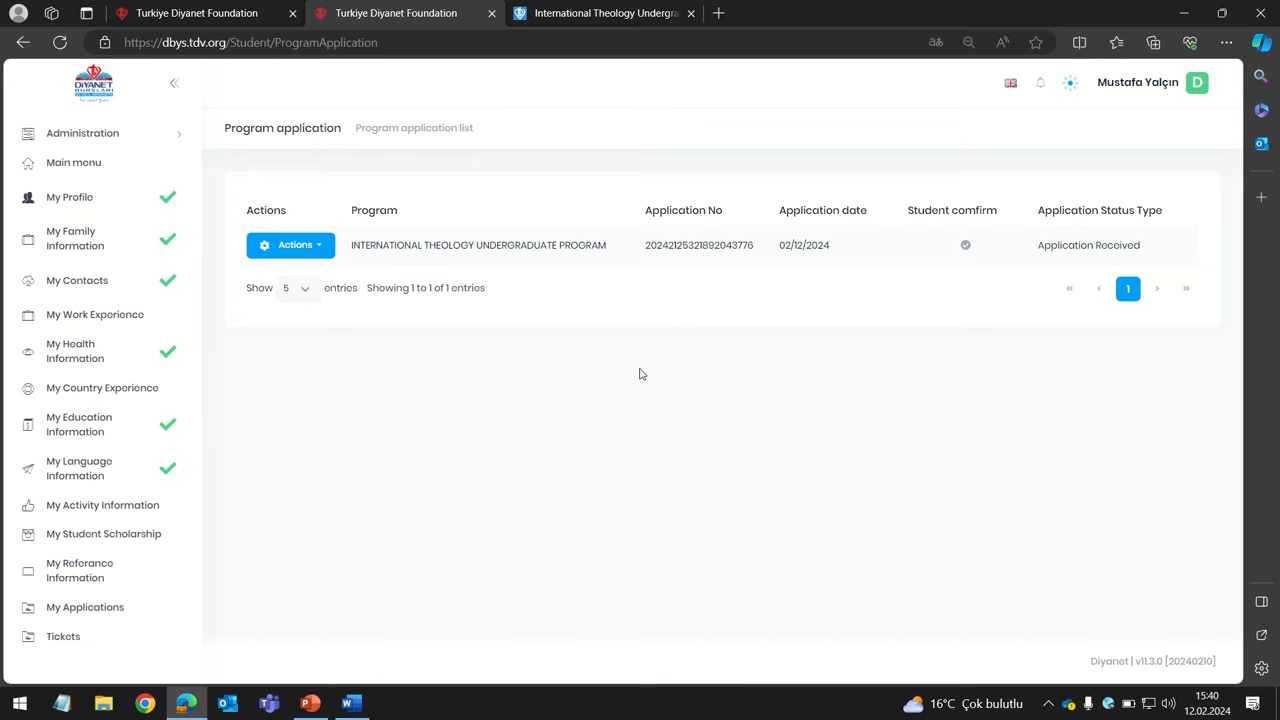 Turkiye Diyanet Foundation
Turkiye Diyanet Foundation
International Theology Undergra
https://dbys.tdv.org/Student/ProgramApplication
DİYANET
BURSLARI
Mustafa Yalçın
D
Program application Program application list
Administration
Main menu
My Profile
My Family
Information
My Contacts
My Work Experience
My Health
Information
My Country Experience
My Education
Information
My Language
Information
My Activity Information
My Student Scholarship
My Referance
Information
My Applications
Tickets
Actions Program Application No Application date Student comfirm Application Status Type
Actions INTERNATIONAL THEOLOGY UNDERGRADUATE PROGRAM 20242125321892043776 02/12/2024 Application Received
Show 5 entries Showing 1 to 1 of 1 entries « ‹ 1 › »
Diyanet | v11.3.0 [20240210]
16°C Çok bulutlu
15:40
12.02.2024